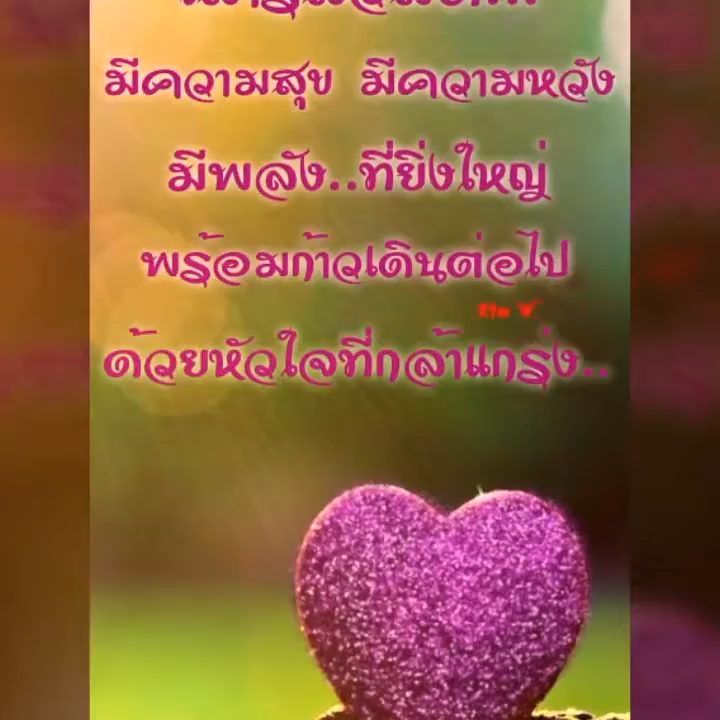 มีความสุข มีความหวัง
มีพลัง..ที่ยิ่งใหญ่
พร้อมก้าวเดินต่อไป
ด้วยหัวใจที่กล้าแกร่ง..